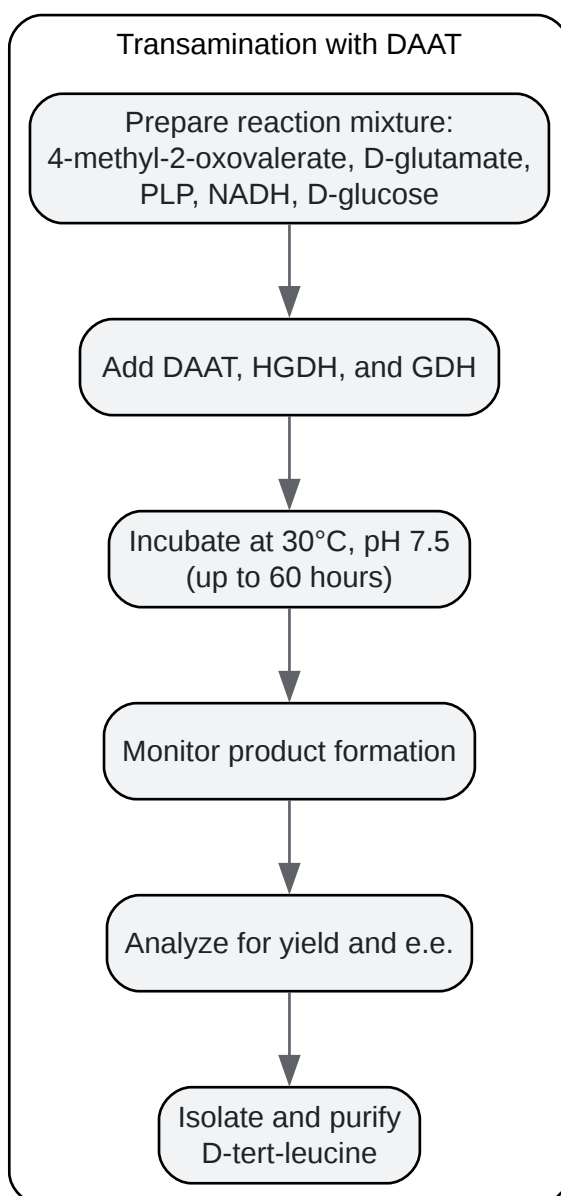 Transamination with DAAT
Prepare reaction mixture:
4-methyl-2-oxovalerate, D-glutamate,
PLP, NADH, D-glucose
Add DAAT, HGDH, and GDH
Incubate at 30°C, pH 7.5
(up to 60 hours)
Monitor product formation
Analyze for yield and e.e.
Isolate and purify
D-tert-leucine